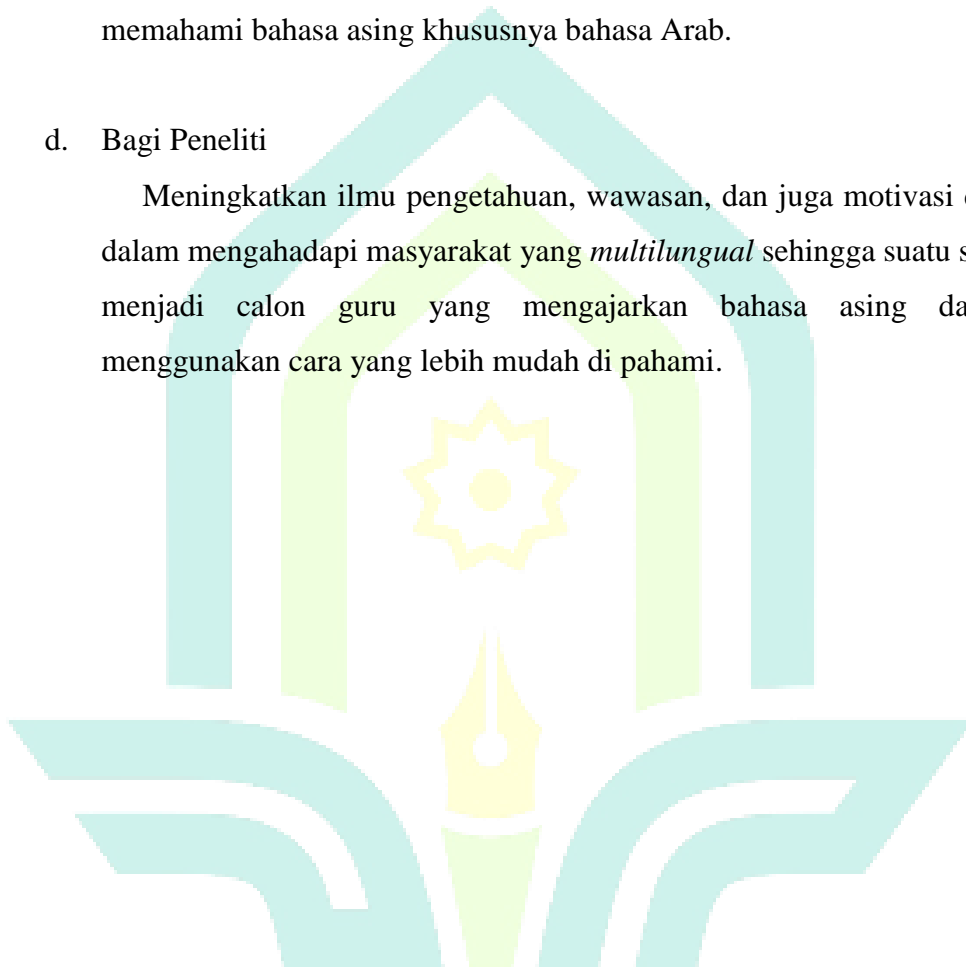 memahami bahasa asing khususnya bahasa Arab.
d. Bagi Peneliti
Meningkatkan ilmu pengetahuan, wawasan, dan juga motivasi
dalam mengahadapi masyarakat yang multilungual sehingga suatu
menjadi calon guru yang mengajarkan bahasa asing
menggunakan cara yang lebih mudah di pahami.